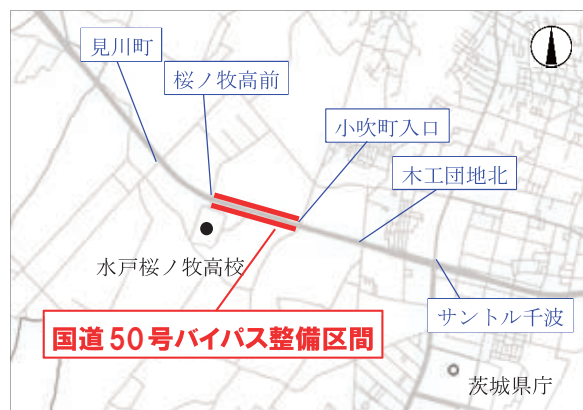 見川町
桜ノ牧高前
小吹町入口
木工団地北
水戸桜ノ牧高校
サントル千波
国道50号バイパス整備区間
茨城県庁